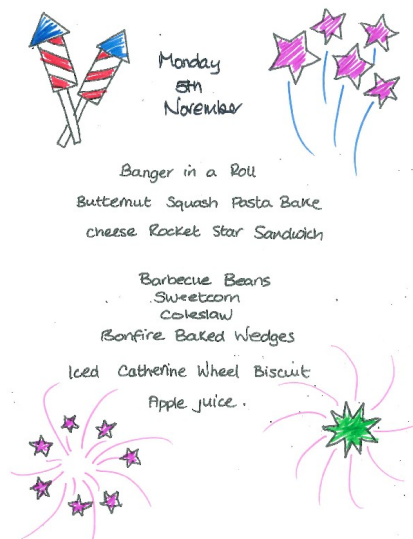 Monday
5th
November
Banger in a Roll
Butternut Squash Pasta Bake
cheese Rocket Star Sandwich
Barbecue Beans
Sweetcorn
Coleslaw
Bonfire Baked Wedges
Iced Catherine Wheel Biscuit
Apple juice.